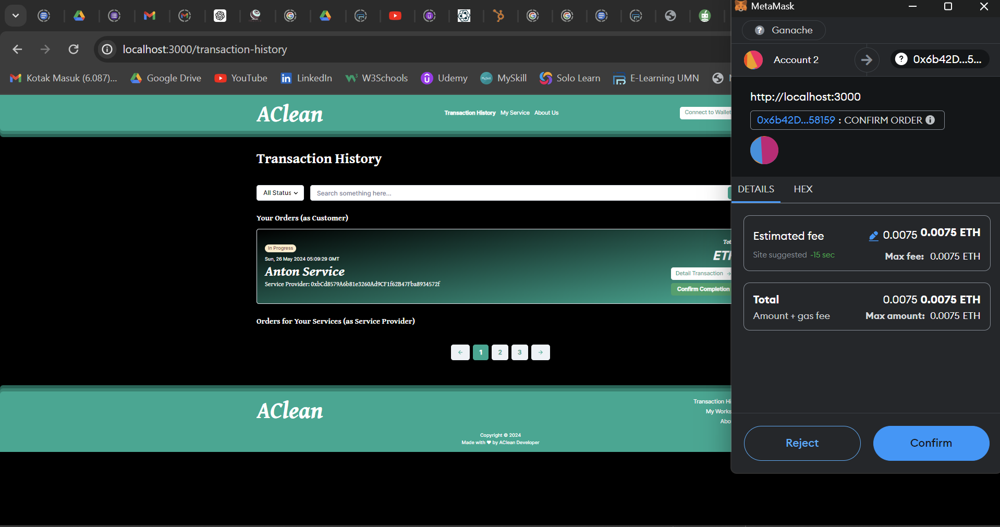 localhost:3000/transaction-history
Kotak Masuk (6.087)...
Google Drive
YouTube
LinkedIn
W3Schools
Udemy
MySkill
Solo Learn
E-Learning UMN
AClean
Transaction History
My Service
About Us
Connect to Wallet
Transaction History
All Status
Search something here...
Your Orders (as Customer)
In Progress
Sun, 26 May 2024 05:09:29 GMT
Anton Service
Service Provider: 0xbCd8579A6b81e3260Ad9CF1f62B47Fba8934572f
Tot
ETH
Detail Transaction →
Confirm Completion
Orders for Your Services (as Service Provider)
← 1 2 3 →
AClean
Transaction Hi
My Works
Abo
Copyright © 2024
Made with ❤ by AClean Developer
MetaMask
? Ganache
Account 2
? 0x6b42D...5...
http://localhost:3000
0x6b42D...58159 : CONFIRM ORDER
DETAILS
HEX
Estimated fee
0.0075 0.0075 ETH
Site suggested ~15 sec
Max fee: 0.0075 ETH
Total
0.0075 0.0075 ETH
Amount + gas fee
Max amount: 0.0075 ETH
Reject
Confirm